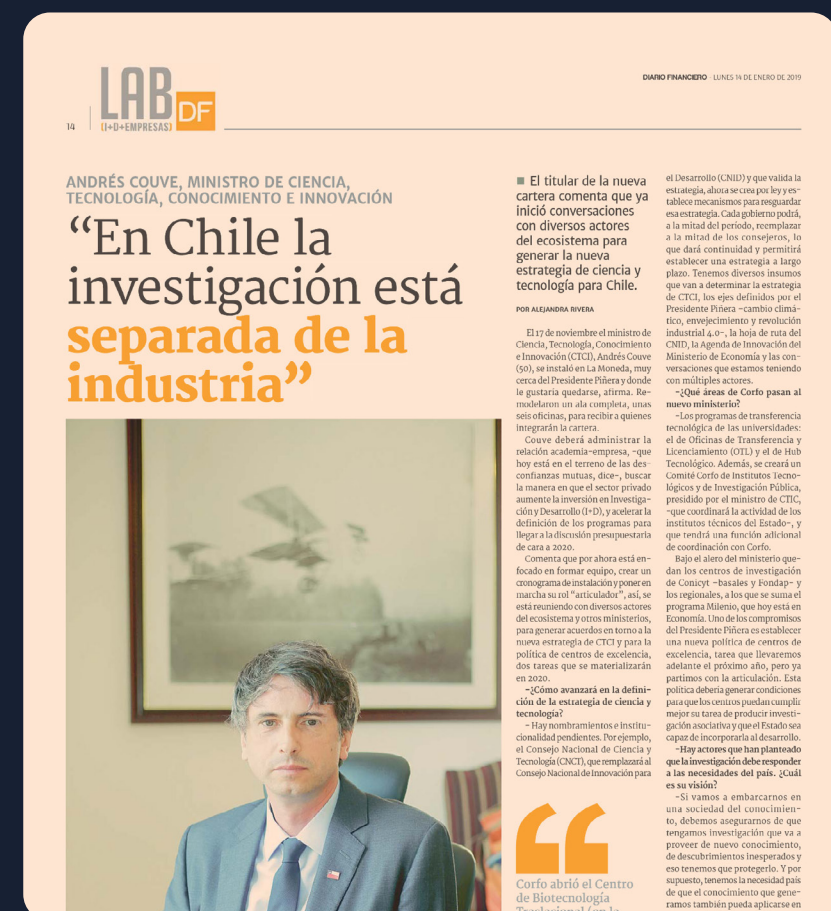 14
LAB
DF
(I+D+EMPRESAS)
DIARIO FINANCIERO - LUNES 14 DE ENERO DE 2019
ANDRÉS COUVE, MINISTRO DE CIENCIA,
TECNOLOGÍA, CONOCIMIENTO E INNOVACIÓN
“En Chile la
investigación está
separada de la
industria”
■ El titular de la nueva
cartera comenta que ya
inició conversaciones
con diversos actores
del ecosistema para
generar la nueva
estrategia de ciencia y
tecnología para Chile.
POR ALEJANDRA RIVERA
El 17 de noviembre el ministro de
Ciencia, Tecnología, Conocimiento
e Innovación (CTCI), Andrés Couve
(50), se instaló en La Moneda, muy
cerca del Presidente Piñera y donde
le gustaría quedarse, afirma. Re-
modelaron un ala completa, unas
seis oficinas, para recibir a quienes
integrarán la cartera.
Couve deberá administrar la
relación academia-empresa, -que
hoy está en el terreno de las des-
confianzas mutuas, dice-, buscar
la manera en que el sector privado
aumente la inversión en Investiga-
ción y Desarrollo (I+D), y acelerar la
definición de los programas para
llegar a la discusión presupuestaria
de cara a 2020.
Comenta que por ahora está en-
focado en formar equipo, crear un
cronograma de instalación y poner en
marcha su rol “articulador”, así, se
está reuniendo con diversos actores
del ecosistema y otros ministerios,
para generar acuerdos en torno a la
nueva estrategia de CTCI y para la
política de centros de excelencia,
dos tareas que se materializarán
en 2020.
-¿Cómo avanzará en la defini-
ción de la estrategia de ciencia y
tecnología?
- Hay nombramientos e institu-
cionalidad pendientes. Por ejemplo,
el Consejo Nacional de Ciencia y
Tecnología (CNCT), que remplazará al
Consejo Nacional de Innovación para
“
Corfo abrió el Centro
de Biotecnología
Traslacional (en la
el Desarrollo (CNID) y que valida la
estrategia, ahora se crea por ley y es-
tablece mecanismos para resguardar
esa estrategia. Cada gobierno podrá,
a la mitad del período, reemplazar
a la mitad de los consejeros, lo
que dará continuidad y permitirá
establecer una estrategia a largo
plazo. Tenemos diversos insumos
que van a determinar la estrategia
de CTCI, los ejes definidos por el
Presidente Piñera -cambio climá-
tico, envejecimiento y revolución
industrial 4.0-, la hoja de ruta del
CNID, la Agenda de Innovación del
Ministerio de Economía y las con-
versaciones que estamos teniendo
con múltiples actores.
-¿Qué áreas de Corfo pasan al
nuevo ministerio?
-Los programas de transferencia
tecnológica de las universidades:
el de Oficinas de Transferencia y
Licenciamiento (OTL) y el de Hub
Tecnológico. Además, se creará un
Comité Corfo de Institutos Tecno-
lógicos y de Investigación Pública,
presidido por el ministro de CTIC,
-que coordinará la actividad de los
institutos técnicos del Estado-, y
que tendrá una función adicional
de coordinación con Corfo.
Bajo el alero del ministerio que-
dan los centros de investigación
de Conicyt -basales y Fondap- y
los regionales, a los que se suma el
programa Milenio, que hoy está en
Economía. Uno de los compromisos
del Presidente Piñera es establecer
una nueva política de centros de
excelencia, tarea que llevaremos
adelante el próximo año, pero ya
partimos con la articulación. Esta
política debería generar condiciones
para que los centros puedan cumplir
mejor su tarea de producir investi-
gación asociativa y que el Estado sea
capaz de incorporarla al desarrollo.
-Hay actores que han planteado
que la investigación debe responder
a las necesidades del país. ¿Cuál
es su visión?
-Si vamos a embarcarnos en
una sociedad del conocimien-
to, debemos asegurarnos de que
tengamos investigación que va a
proveer de nuevo conocimiento,
de descubrimientos inesperados y
eso tenemos que protegerlo. Y por
supuesto, tenemos la necesidad país
de que el conocimiento que gene-
ramos también pueda aplicarse en